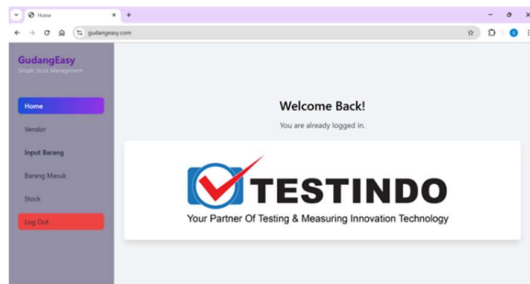 Home
gudangeasy.com
GudangEasy
Simple Stock Management
Home
Vendor
Input Barang
Barang Masuk
Stock
Log Out
Welcome Back!
You are already logged in.
TESTINDO
Your Partner Of Testing & Measuring Innovation Technology